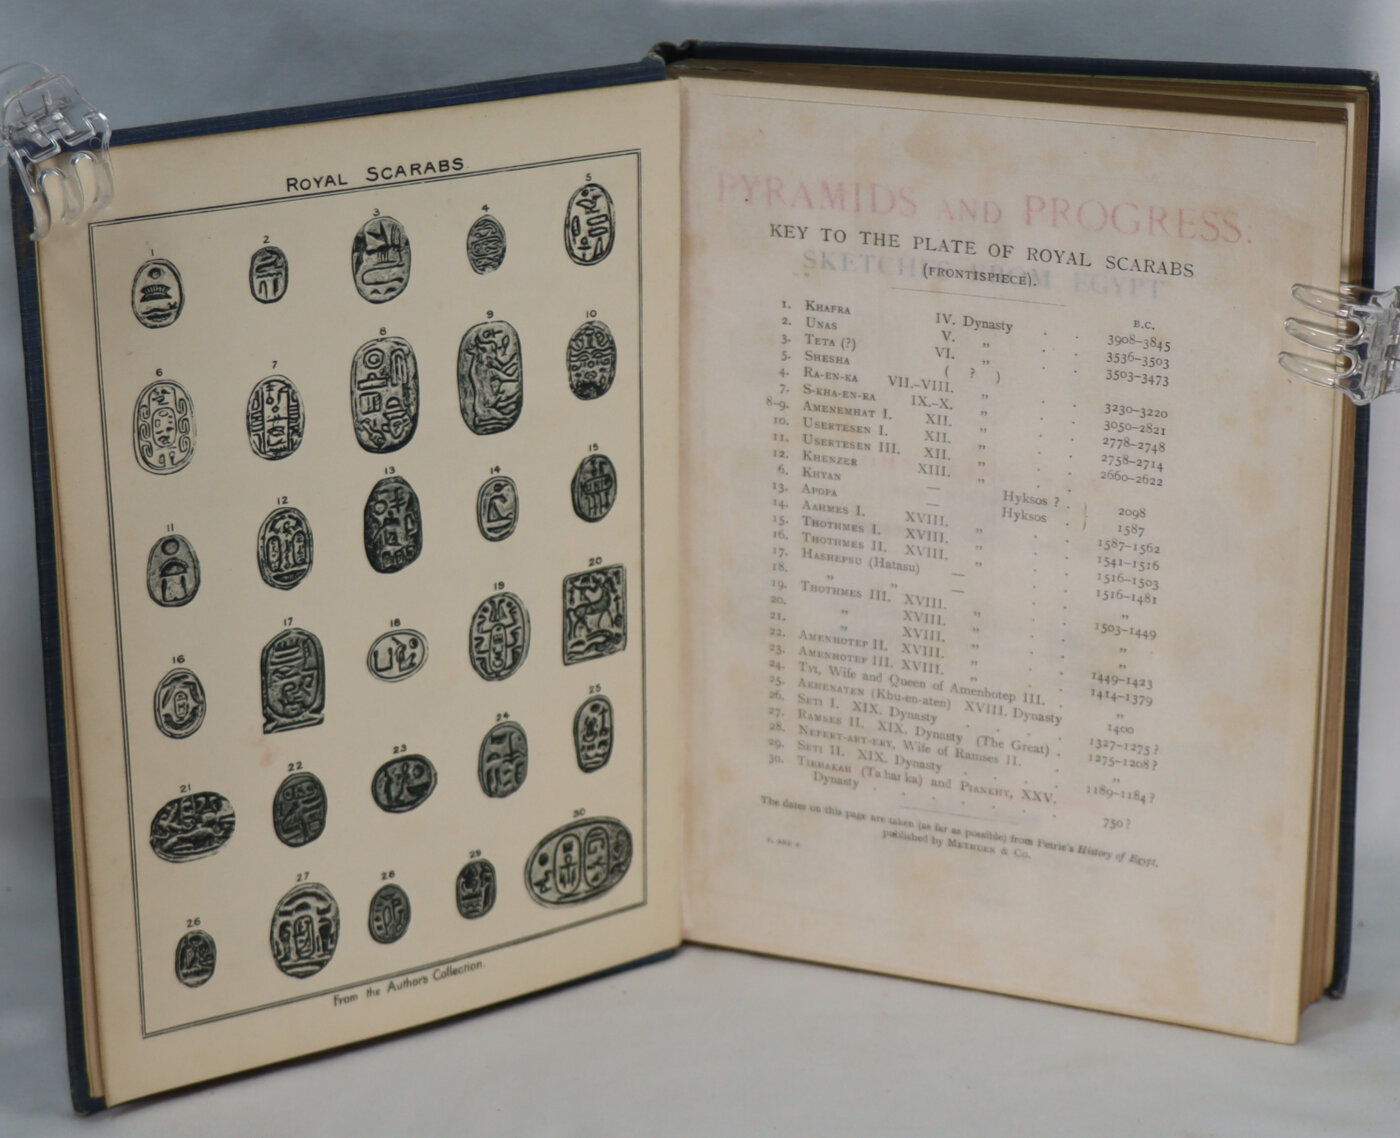 ROYAL SCARABS
1
2
3
4
5
6
7
8
9
10
11
12
13
14
15
16
17
18
19
20
21
22
23
24
25
26
27
28
29
30
From the Author's Collection.
PYRAMIDS AND PROGRESS:
SKETCHES FROM EGYPT
KEY TO THE PLATE OF ROYAL SCARABS
(FRONTISPIECE).
B.C.
1. KHAFRA IV. Dynasty . . 3908–3845
2. UNAS V. „ . . 3536–3503
3. TETA (?) VI. „ . . 3503–3473
5. SHESHA ( ? )
4. RA-EN-KA VII.–VIII. „ . . 3230–3220
7. S-KHA-EN-RA IX.–X. „ . . 3050–2821
8–9. AMENEMHAT I. XII. „ . . 2778–2748
10. USERTESEN I. XII. „ . . 2758–2714
11. USERTESEN III. XII. „ . . 2660–2622
12. KHENZER XIII. „ . .
6. KHYAN — Hyksos ? . 2098
13. APOPA — Hyksos . 1587
14. AAHMES I. XVIII. „ . . 1587–1562
15. THOTHMES I. XVIII. „ . . 1541–1516
16. THOTHMES II. XVIII. „ . . 1516–1503
17. HASHEPSU (Hatasu) — . . 1516–1481
18. „ „ — . . „
19. THOTHMES III. XVIII. „ . . 1503–1449
20. „ XVIII. „ . . „
21. „ XVIII. „ . . „
22. AMENHOTEP II. XVIII. „ . . 1449–1423
23. AMENHOTEP III. XVIII. „ . . 1414–1379
24. TYI, Wife and Queen of Amenhotep III. . „
25. AKHENATEN (Khu-en-aten) XVIII. Dynasty 1400
26. SETI I. XIX. Dynasty . . . . 1327–1275 ?
27. RAMSES II. XIX. Dynasty (The Great) . 1275–1208 ?
28. NEFERT-ART-ERY, Wife of Ramses II. . „
29. SETI II. XIX. Dynasty . . . . 1189–1184 ?
30. TIRHAKAH (Ta har ka) and PIANKHY, XXV.
Dynasty . . . . . . 750 ?
The dates on this page are taken (as far as possible) from Petrie's History of Egypt,
published by METHUEN & CO.
P. AND P.